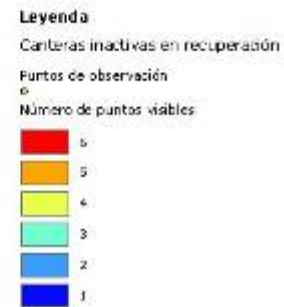 Leyenda
Canteras inactivas en recuperación
Puntos de observación
Número de puntos visibles
6
5
4
3
2
1